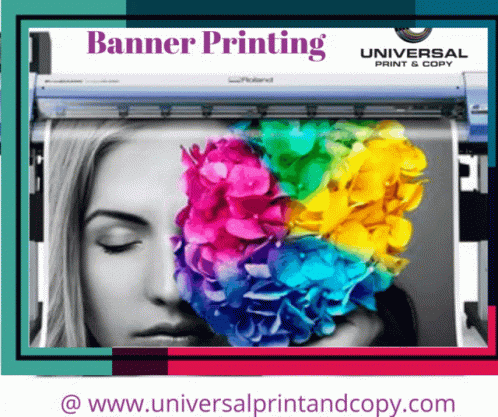 Banner Printing
UNIVERSAL
PRINT & COPY
Roland
@ www.universalprintandcopy.com